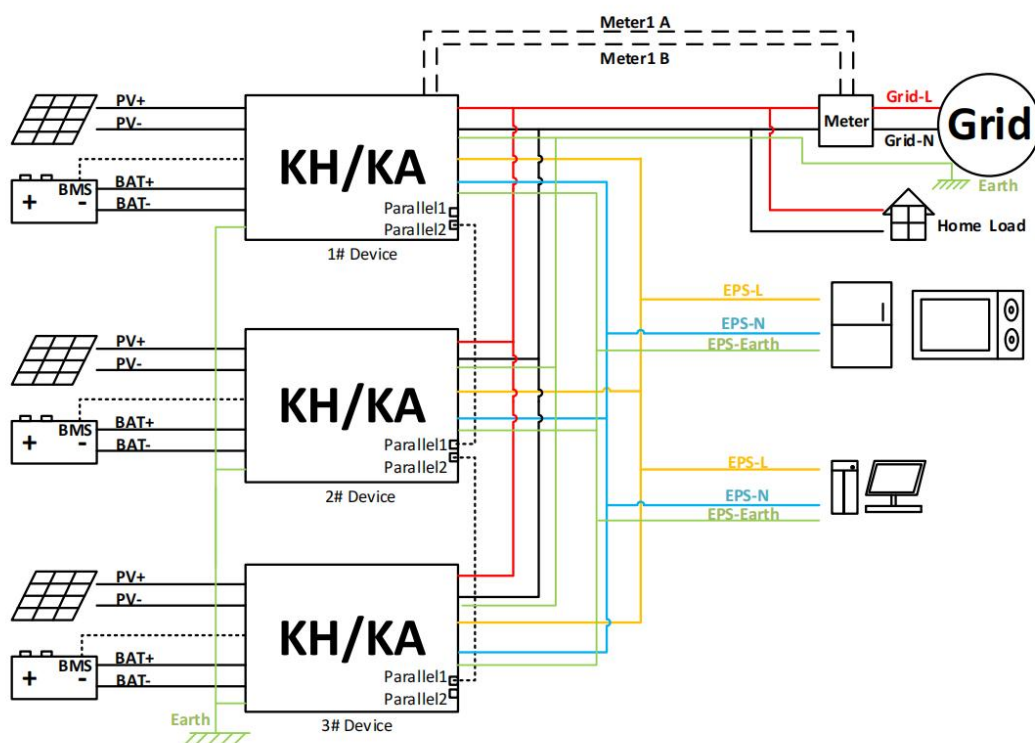 Meter1 A
Meter1 B
PV+
PV-
BMS
+
-
BAT+
BAT-
KH/KA
Parallel1
Parallel2
1# Device
Meter
Grid-L
Grid-N
Grid
Earth
Home Load
PV+
PV-
BMS
+
-
BAT+
BAT-
KH/KA
Parallel1
Parallel2
2# Device
EPS-L
EPS-N
EPS-Earth
EPS-L
EPS-N
EPS-Earth
PV+
PV-
BMS
+
-
BAT+
BAT-
KH/KA
Parallel1
Parallel2
3# Device
Earth